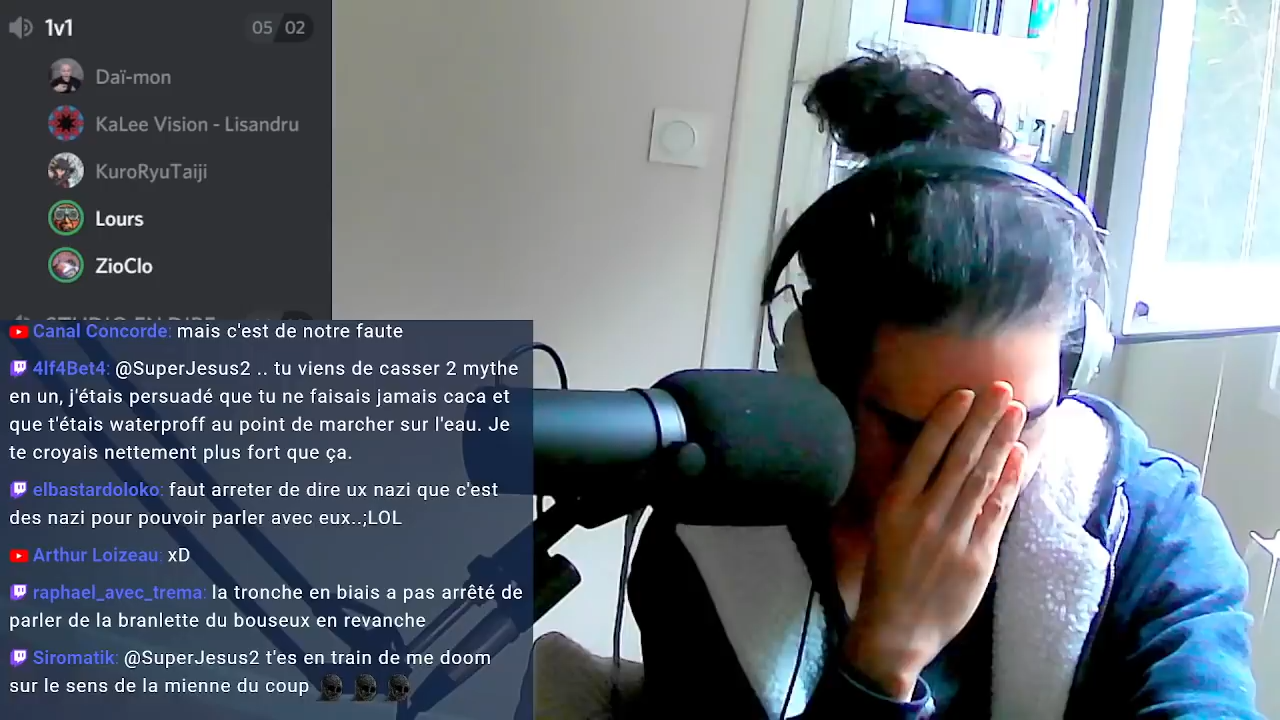 1v1
05 02
Daï-mon
KaLee Vision - Lisandru
KuroRyuTaiji
Lours
ZioClo
STUDIO EN DIRE
Canal Concorde: mais c'est de notre faute
4lf4Bet4: @SuperJesus2 .. tu viens de casser 2 mythe
en un, j'étais persuadé que tu ne faisais jamais caca et
que t'étais waterproff au point de marcher sur l'eau. Je
te croyais nettement plus fort que ça.
elbastardoloko: faut arreter de dire ux nazi que c'est
des nazi pour pouvoir parler avec eux..;LOL
Arthur Loizeau: xD
raphael_avec_trema: la tronche en biais a pas arrêté de
parler de la branlette du bouseux en revanche
Siromatik: @SuperJesus2 t'es en train de me doom
sur le sens de la mienne du coup